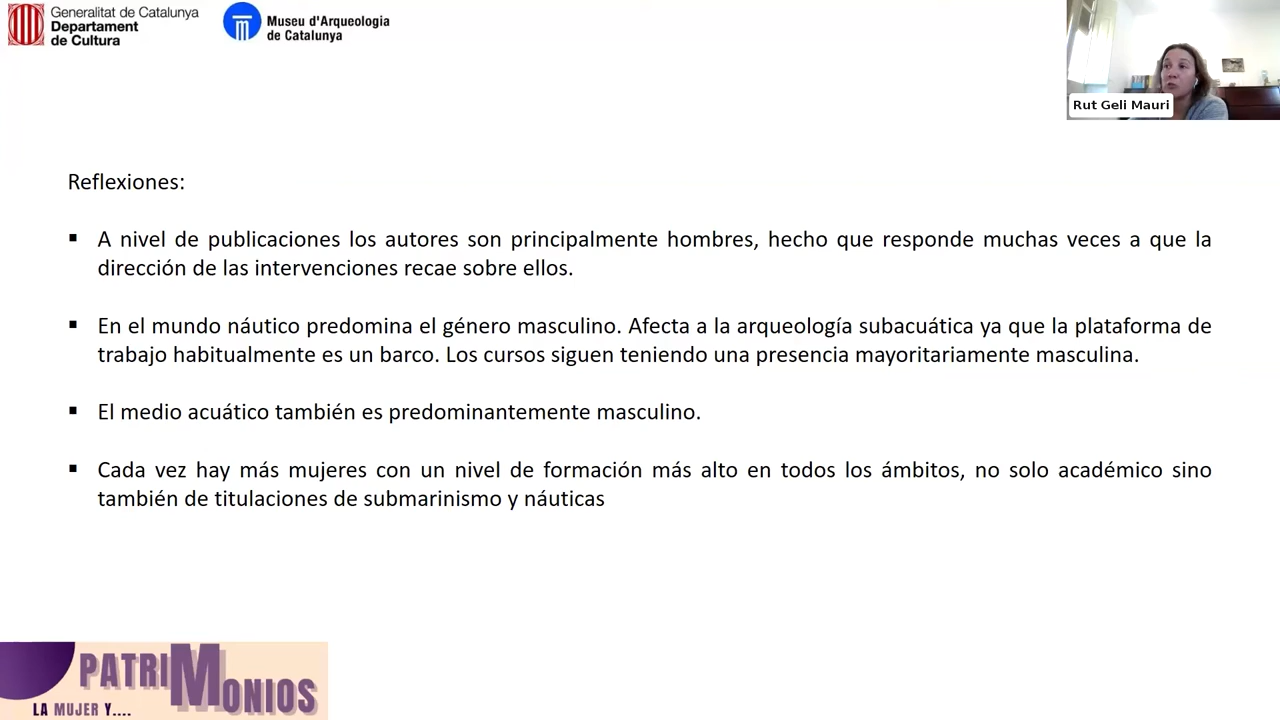 Generalitat de Catalunya
Departament
de Cultura
Museu d'Arqueologia
de Catalunya
Rut Geli Mauri
Reflexiones:
▪ A nivel de publicaciones los autores son principalmente hombres, hecho que responde muchas veces a que la
dirección de las intervenciones recae sobre ellos.
▪ En el mundo náutico predomina el género masculino. Afecta a la arqueología subacuática ya que la plataforma de
trabajo habitualmente es un barco. Los cursos siguen teniendo una presencia mayoritariamente masculina.
▪ El medio acuático también es predominantemente masculino.
▪ Cada vez hay más mujeres con un nivel de formación más alto en todos los ámbitos, no solo académico sino
también de titulaciones de submarinismo y náuticas
PATRIMONIOS
LA MUJER Y....